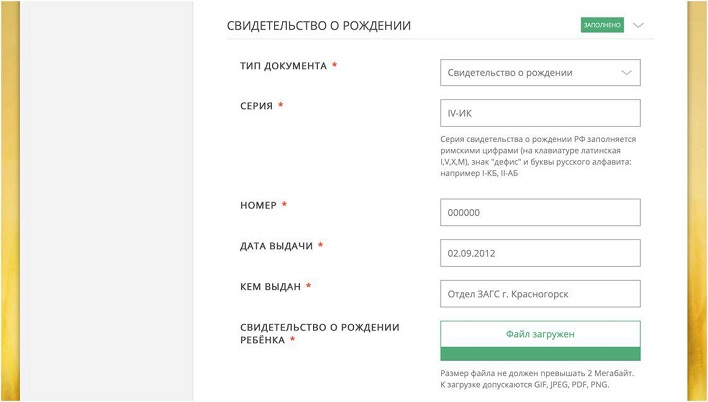 СВИДЕТЕЛЬСТВО О РОЖДЕНИИ
ЗАПОЛНЕНО
ТИП ДОКУМЕНТА *
Свидетельство о рождении
СЕРИЯ *
IV-ИК
Серия свидетельства о рождении РФ заполняется
римскими цифрами (на клавиатуре латинская
I,V,X,M), знак "дефис" и буквы русского алфавита:
например I-КБ, II-АБ
НОМЕР *
000000
ДАТА ВЫДАЧИ *
02.09.2012
КЕМ ВЫДАН *
Отдел ЗАГС г. Красногорск
СВИДЕТЕЛЬСТВО О РОЖДЕНИИ
РЕБЁНКА *
Файл загружен
Размер файла не должен превышать 2 Мегабайт.
К загрузке допускаются GIF, JPEG, PDF, PNG.